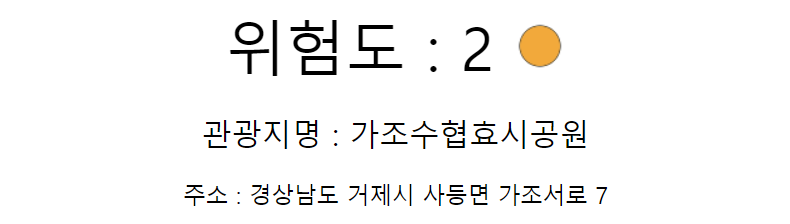 위험도 : 2
관광지명 : 가조수협효시공원
주소 : 경상남도 거제시 사등면 가조서로 7